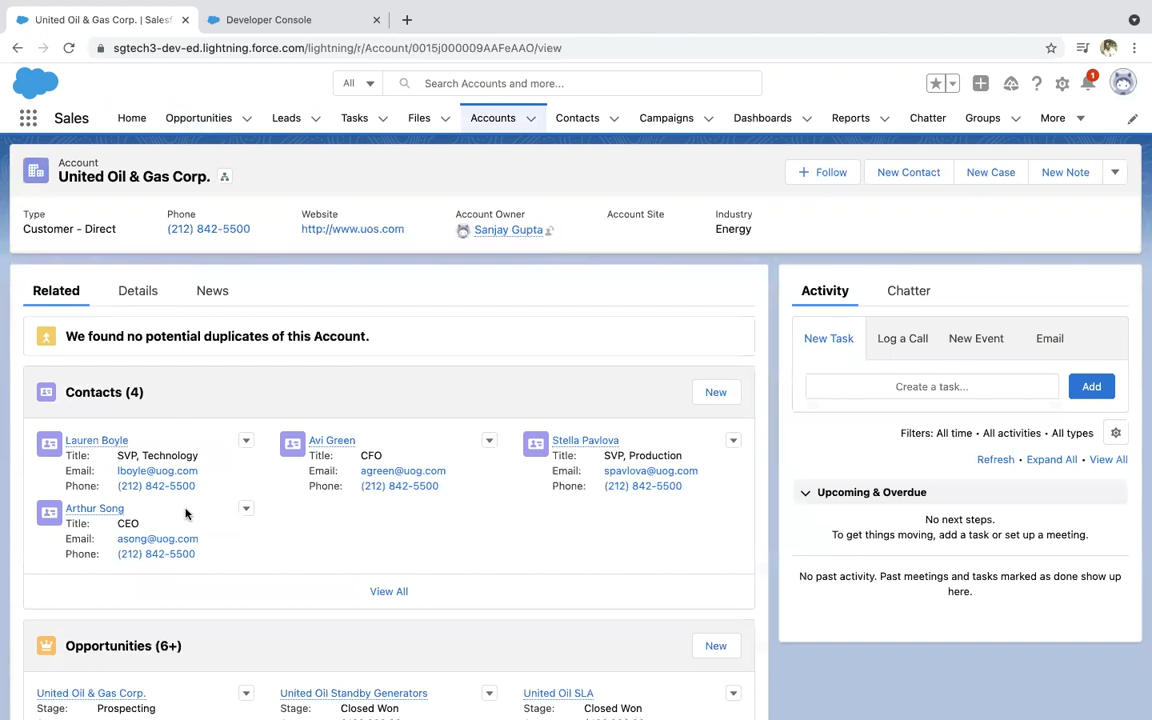 United Oil & Gas Corp. | Salesf
Developer Console
sgtech3-dev-ed.lightning.force.com/lightning/r/Account/0015j000009AAFeAAO/view
All
Search Accounts and more...
1
Sales
Home
Opportunities
Leads
Tasks
Files
Accounts
Contacts
Campaigns
Dashboards
Reports
Chatter
Groups
More
Account
United Oil & Gas Corp.
Follow
New Contact
New Case
New Note
Type
Phone
Website
Account Owner
Account Site
Industry
Customer - Direct
(212) 842-5500
http://www.uos.com
Sanjay Gupta
Energy
Related
Details
News
We found no potential duplicates of this Account.
Contacts (4)
New
Lauren Boyle
Title: SVP, Technology
Email: lboyle@uog.com
Phone: (212) 842-5500
Avi Green
Title: CFO
Email: agreen@uog.com
Phone: (212) 842-5500
Stella Pavlova
Title: SVP, Production
Email: spavlova@uog.com
Phone: (212) 842-5500
Arthur Song
Title: CEO
Email: asong@uog.com
Phone: (212) 842-5500
View All
Opportunities (6+)
New
United Oil & Gas Corp.
Stage: Prospecting
United Oil Standby Generators
Stage: Closed Won
United Oil SLA
Stage: Closed Won
Activity
Chatter
New Task
Log a Call
New Event
Email
Create a task...
Add
Filters: All time • All activities • All types
Refresh • Expand All • View All
Upcoming & Overdue
No next steps.
To get things moving, add a task or set up a meeting.
No past activity. Past meetings and tasks marked as done show up
here.